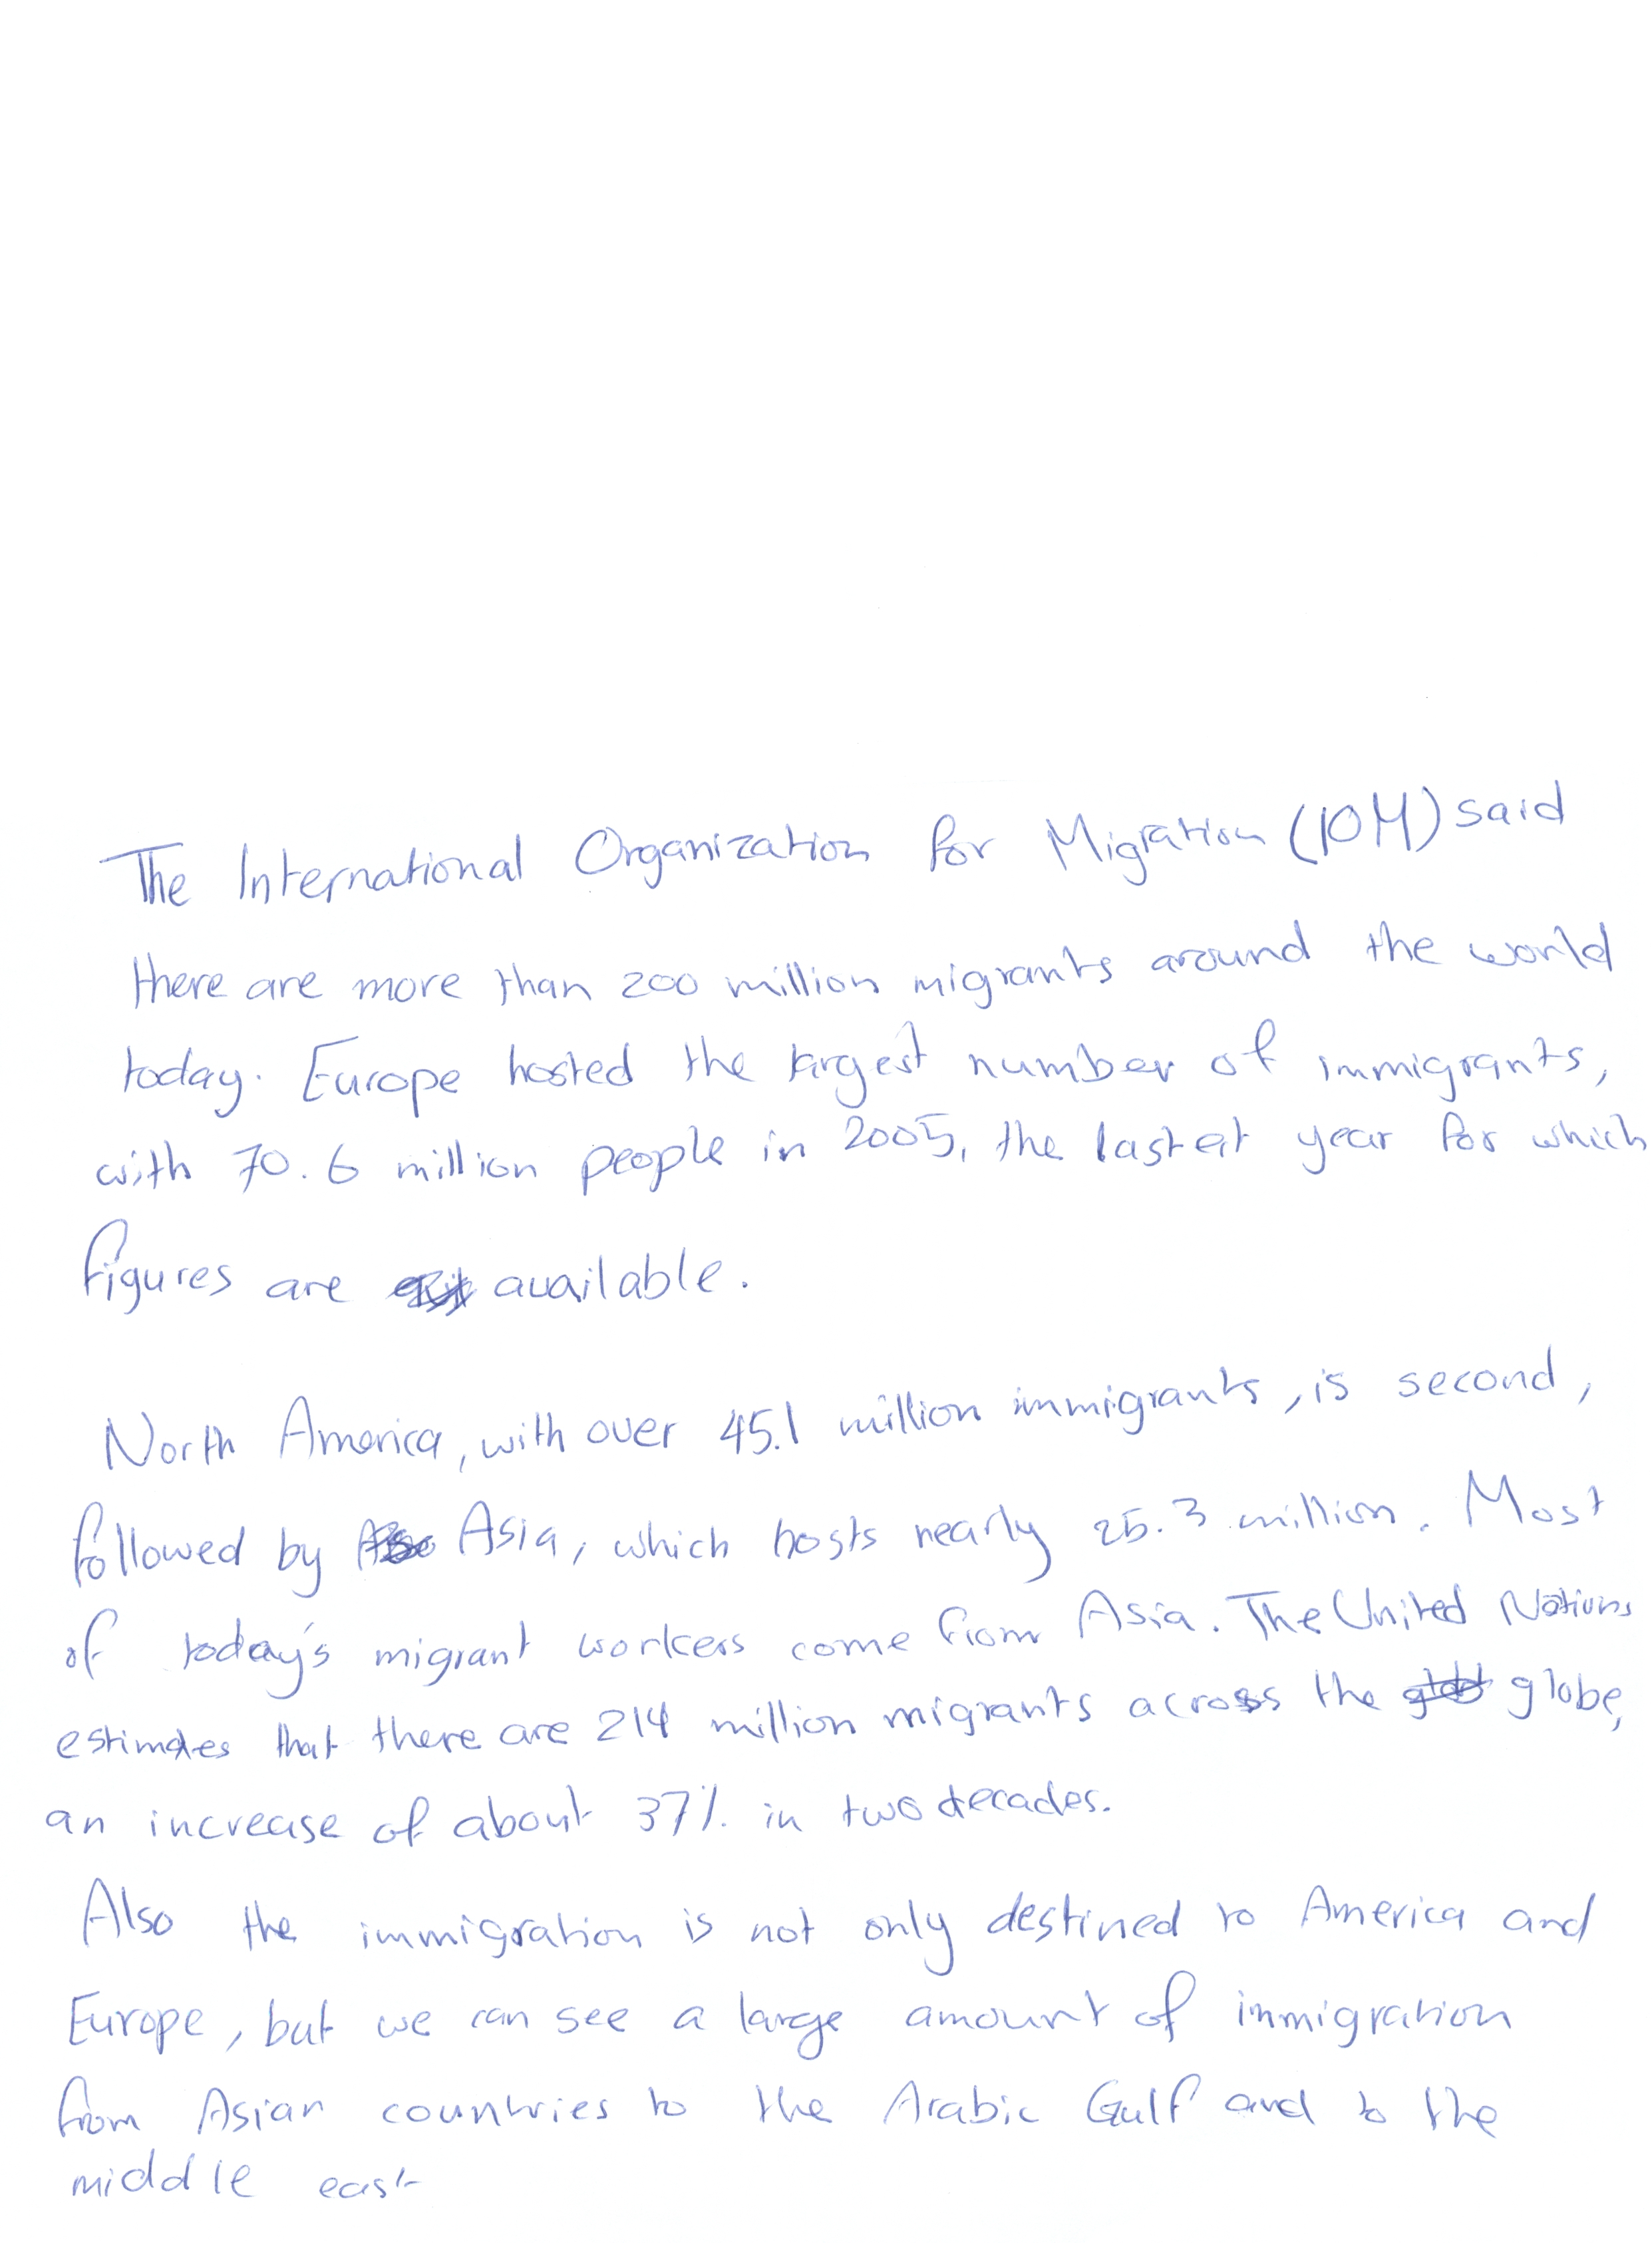 The International Organization for Migration (IOM) said
there are more than 200 million migrants around the world
today. Europe hosted the largest number of immigrants,
with 70.6 million people in 2005, the lastest year for which
figures are available.
North America, with over 45.1 million immigrants, is second,
followed by Asia, which hosts nearly 25.3 million. Most
of today's migrant workers come from Asia. The United Nations
estimates that there are 214 million migrants across the globe,
an increase of about 37% in two decades.
Also the immigration is not only destined to America and
Europe, but we can see a large amount of immigration
from Asian countries to the Arabic Gulf and to the
middle east